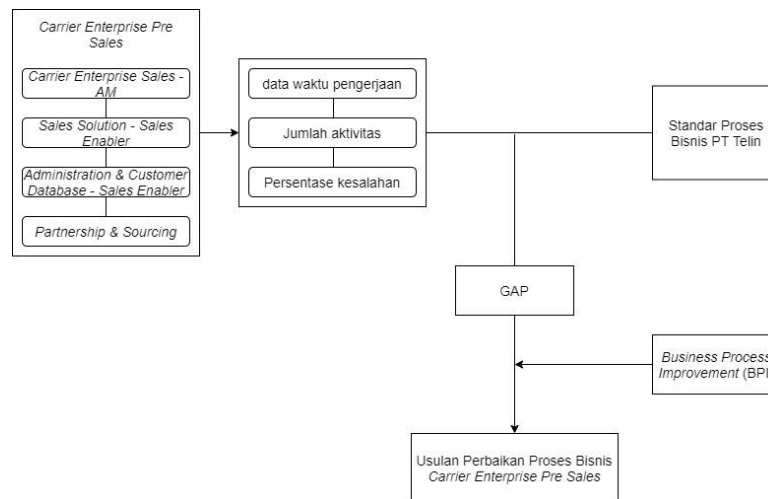 Carrier Enterprise Pre
Sales
Carrier Enterprise Sales -
AM
Sales Solution - Sales
Enabler
Administration & Customer
Database - Sales Enabler
Partnership & Sourcing
data waktu pengerjaan
Jumlah aktivitas
Persentase kesalahan
Standar Proses
Bisnis PT Telin
GAP
Business Process
Improvement (BPI
Usulan Perbaikan Proses Bisnis
Carrier Enterprise Pre Sales